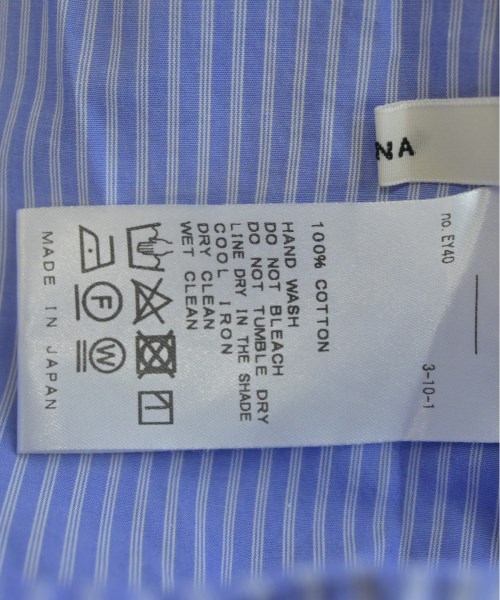 NA
no. EY40
3-10-1
100% COTTON
HAND WASH
DO NOT BLEACH
DO NOT TUMBLE DRY
LINE DRY IN THE SHADE
COOL IRON
DRY CLEAN
WET CLEAN
F
W
MADE IN JAPAN